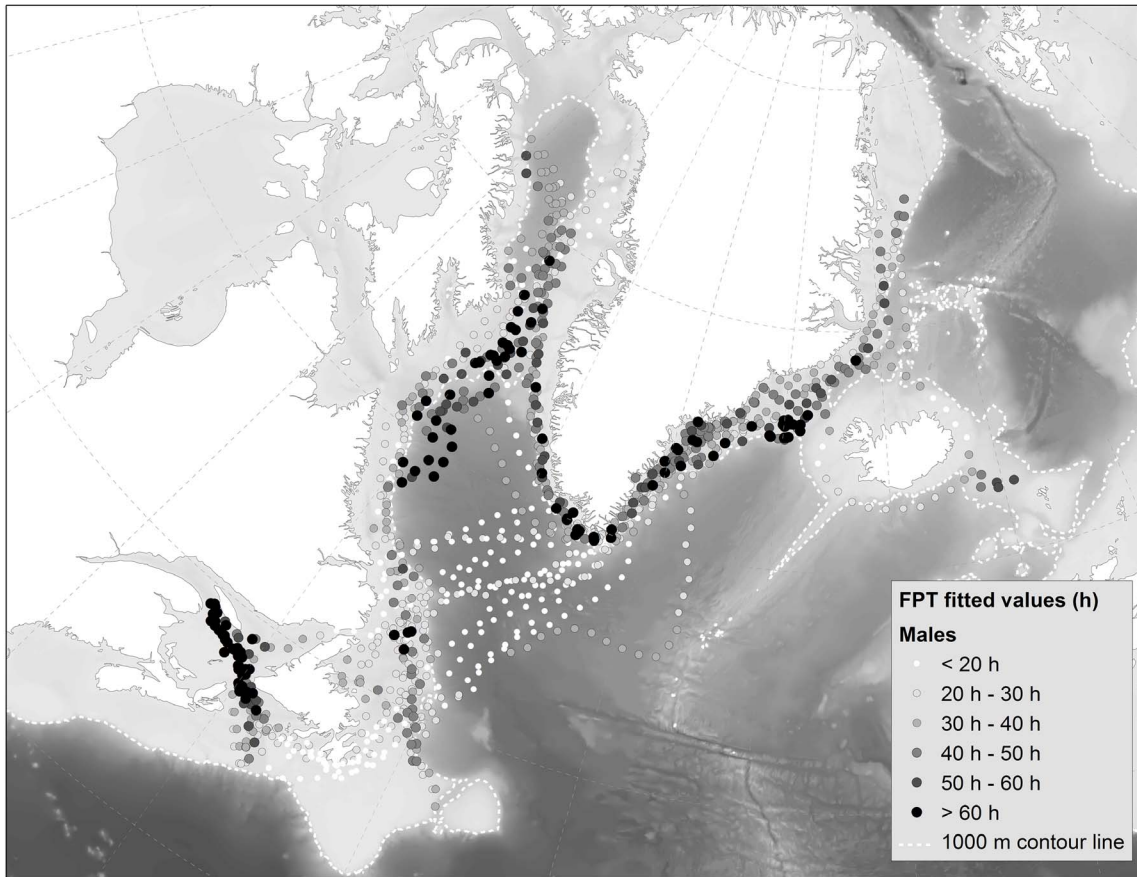 FPT fitted values (h)
Males
< 20 h
20 h - 30 h
30 h - 40 h
40 h - 50 h
50 h - 60 h
> 60 h
1000 m contour line